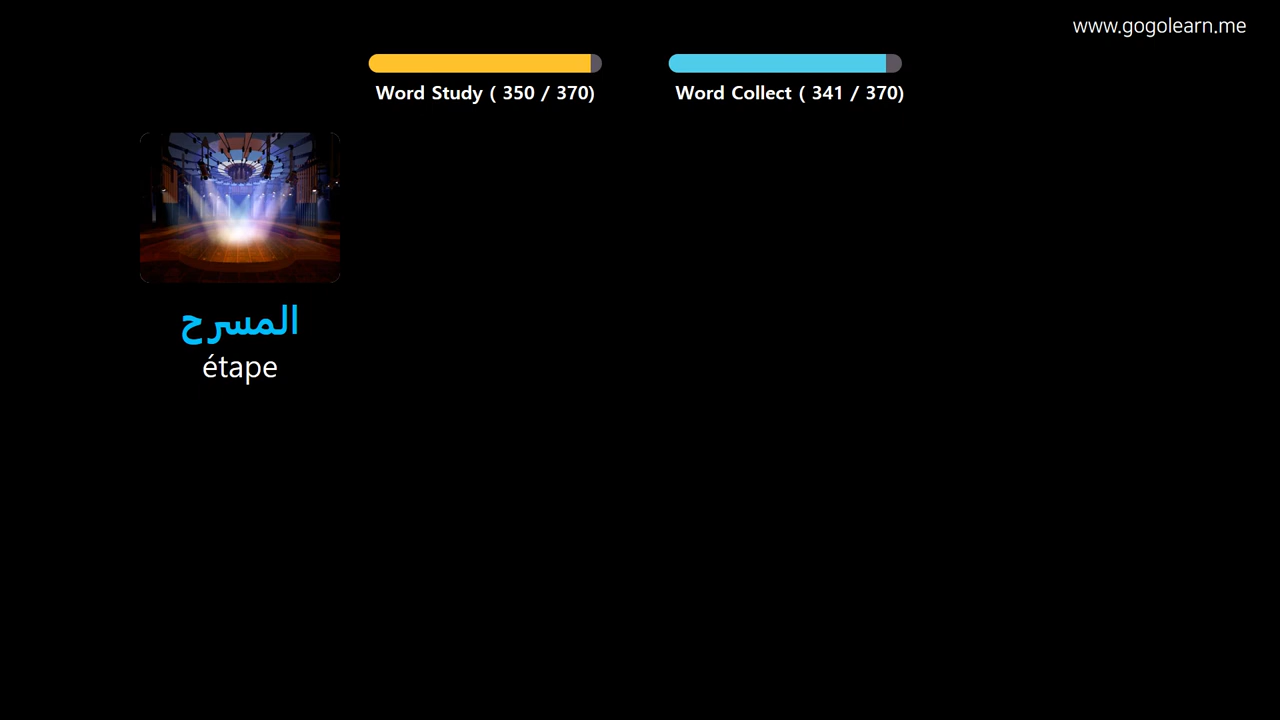 www.gogolearn.me
Word Study ( 350 / 370)
Word Collect ( 341 / 370)
المسرح
étape